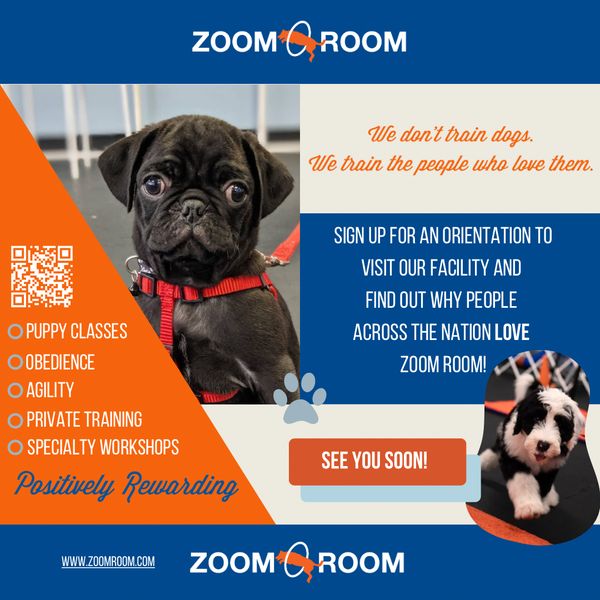 ZOOM ROOM
We don't train dogs.
We train the people who love them.
SIGN UP FOR AN ORIENTATION TO
VISIT OUR FACILITY AND
FIND OUT WHY PEOPLE
ACROSS THE NATION LOVE
ZOOM ROOM!
PUPPY CLASSES
OBEDIENCE
AGILITY
PRIVATE TRAINING
SPECIALTY WORKSHOPS
Positively Rewarding
SEE YOU SOON!
WWW.ZOOMROOM.COM
ZOOM ROOM